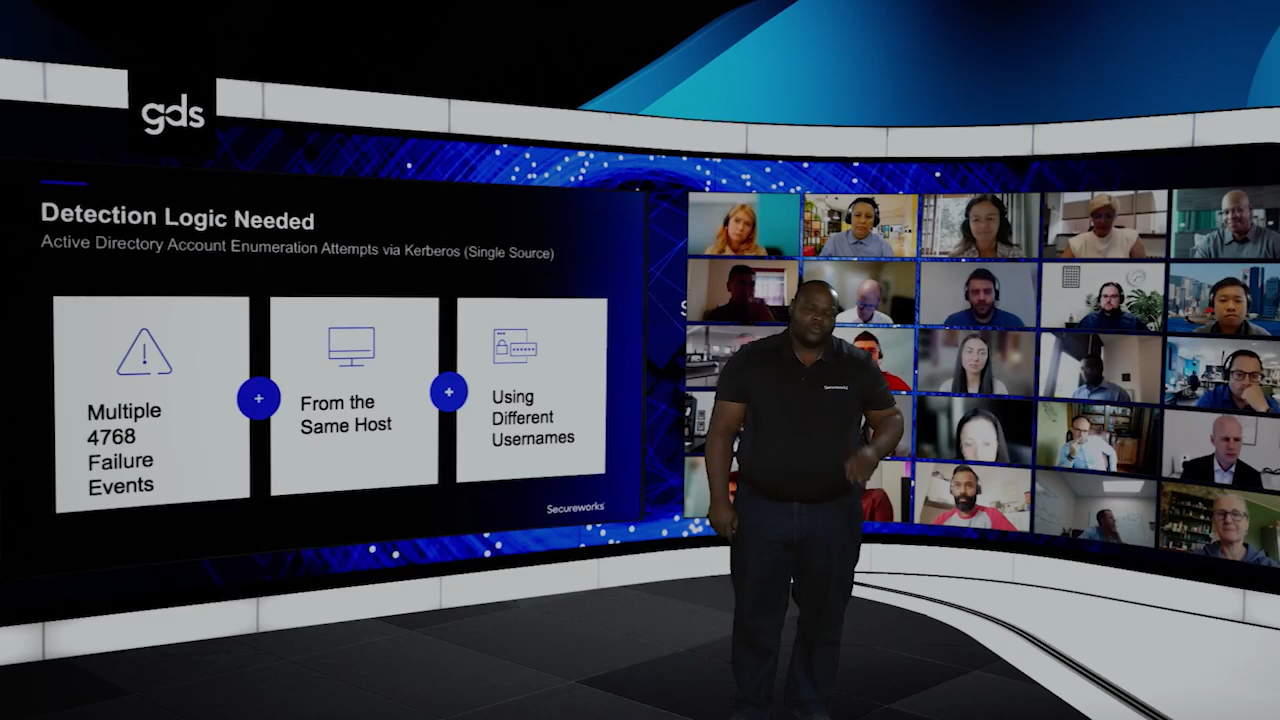 gds
Detection Logic Needed
Active Directory Account Enumeration Attempts via Kerberos (Single Source)
Multiple
4768
Failure
Events
+
From the
Same Host
+
Using
Different
Usernames
Secureworks
Secureworks